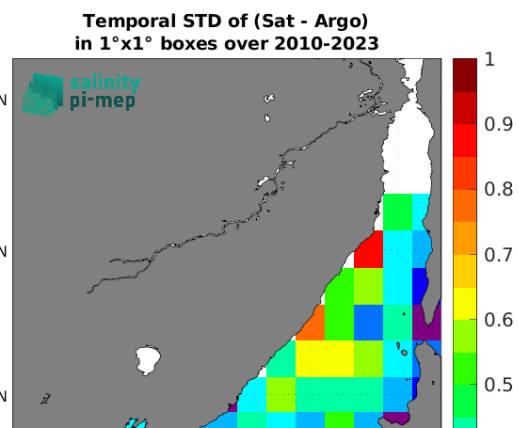 Temporal STD of (Sat - Argo)
in 1°x1° boxes over 2010-2023
salinity
pi-mep
N
N
N
1
0.9
0.8
0.7
0.6
0.5